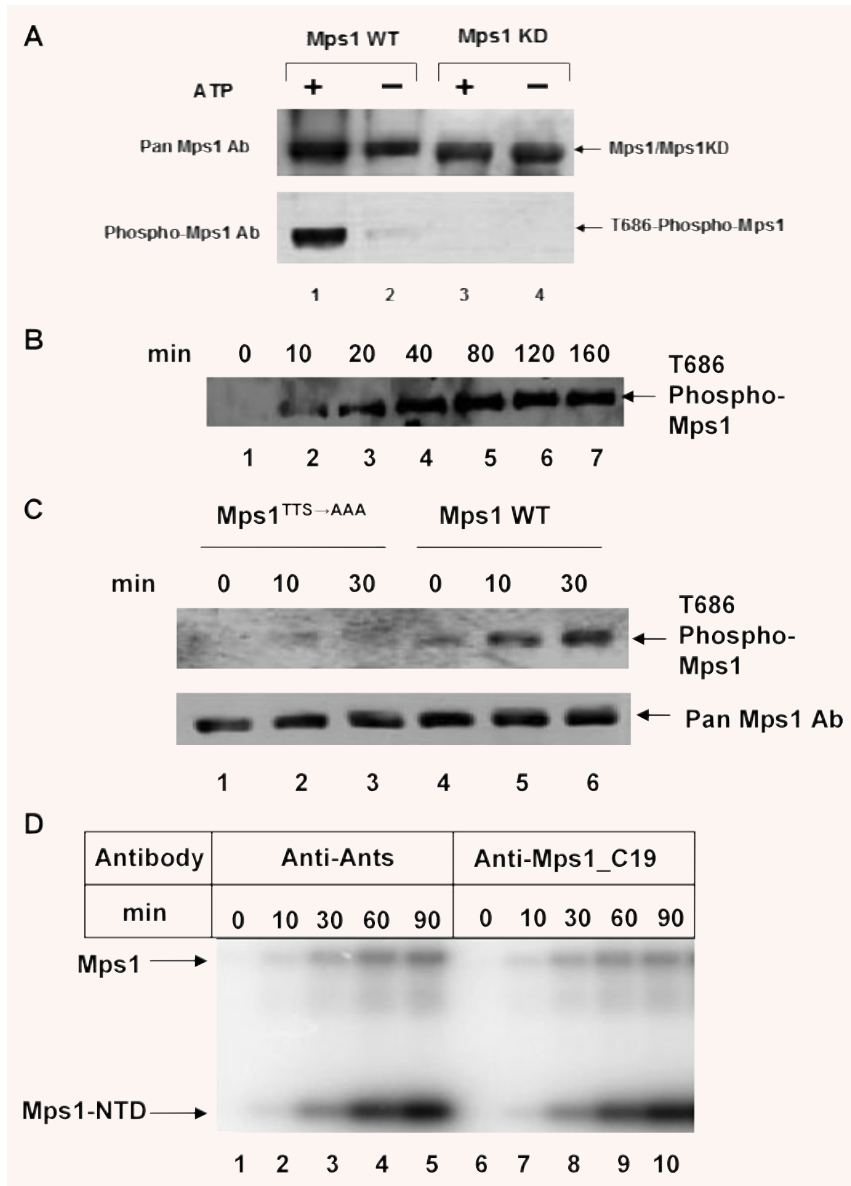 A
Mps1 WT Mps1 KD
ATP + − + −
Pan Mps1 Ab Mps1/Mps1KD
Phospho-Mps1 Ab T686-Phospho-Mps1
1 2 3 4
B
min 0 10 20 40 80 120 160
T686
Phospho-
Mps1
1 2 3 4 5 6 7
C
Mps1TTS→AAA Mps1 WT
min 0 10 30 0 10 30
T686
Phospho-
Mps1
Pan Mps1 Ab
1 2 3 4 5 6
D
Antibody Anti-Ants Anti-Mps1_C19
min 0 10 30 60 90 0 10 30 60 90
Mps1
Mps1-NTD
1 2 3 4 5 6 7 8 9 10